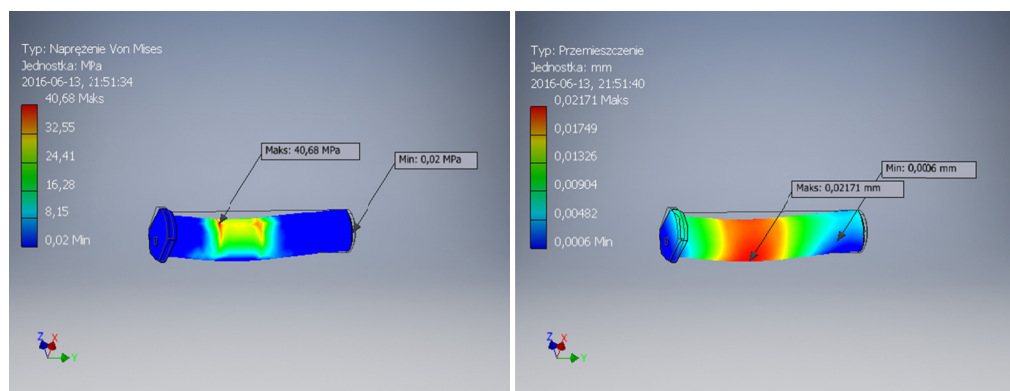 Typ: Naprężenie Von Mises
Jednostka: MPa
2016-06-13, 21:51:34
40,68 Maks
32,55
24,41
16,28
8,15
0,02 Min
Maks: 40,68 MPa
Min: 0,02 MPa
Z
X
Y
Typ: Przemieszczenie
Jednostka: mm
2016-06-13, 21:51:40
0,02171 Maks
0,01749
0,01326
0,00904
0,00482
0,0006 Min
Min: 0,0006 mm
Maks: 0,02171 mm
Z
X
Y